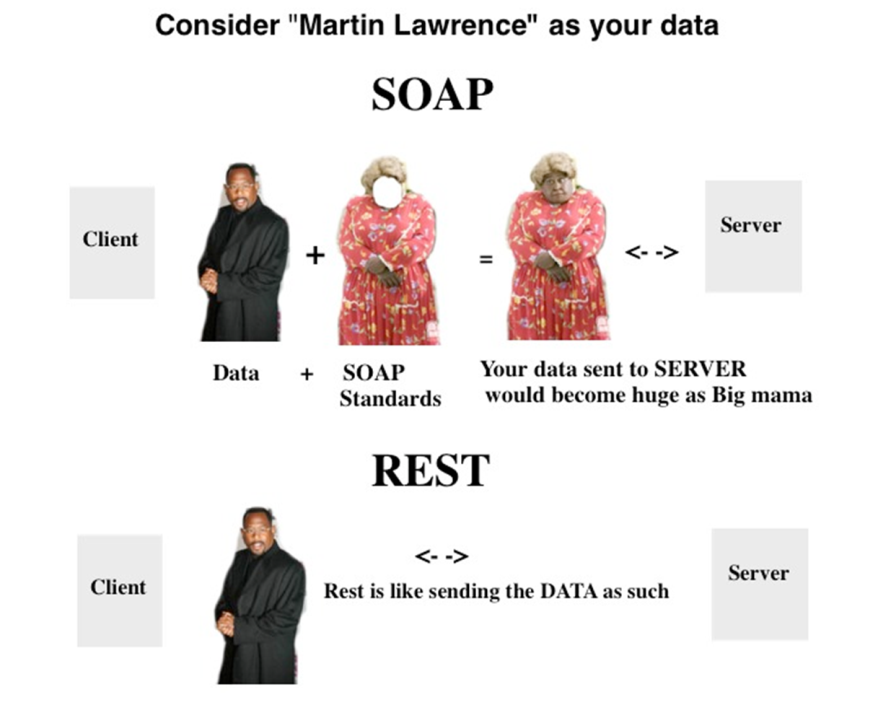 Consider "Martin Lawrence" as your data
SOAP
Client
+
=
<- ->
Server
Data + SOAP
Standards
Your data sent to SERVER
would become huge as Big mama
REST
Client
<- ->
Rest is like sending the DATA as such
Server